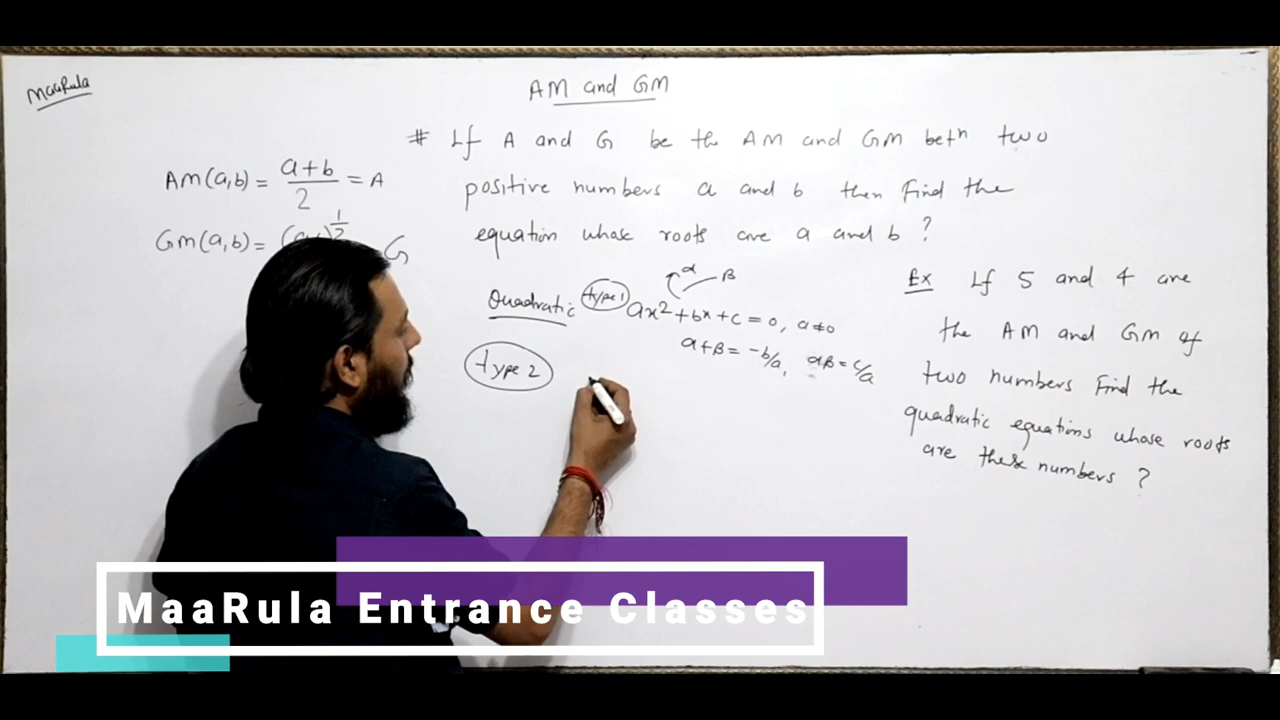 MaaRula
AM and GM
# If A and G be the AM and GM betn two
positive numbers a and b then Find the
equation whose roots are a and b ?
AM(a,b) = a+b/2 = A
GM(a,b) = 1/2 G
Quadratic type 1 ax² + bx + c = 0, a≠0
α β
α+β = -b/a, αβ = c/a
type 2
Ex If 5 and 4 are
the AM and GM of
two numbers Find the
quadratic equations whose roots
are these numbers ?
MaaRula Entrance Classes